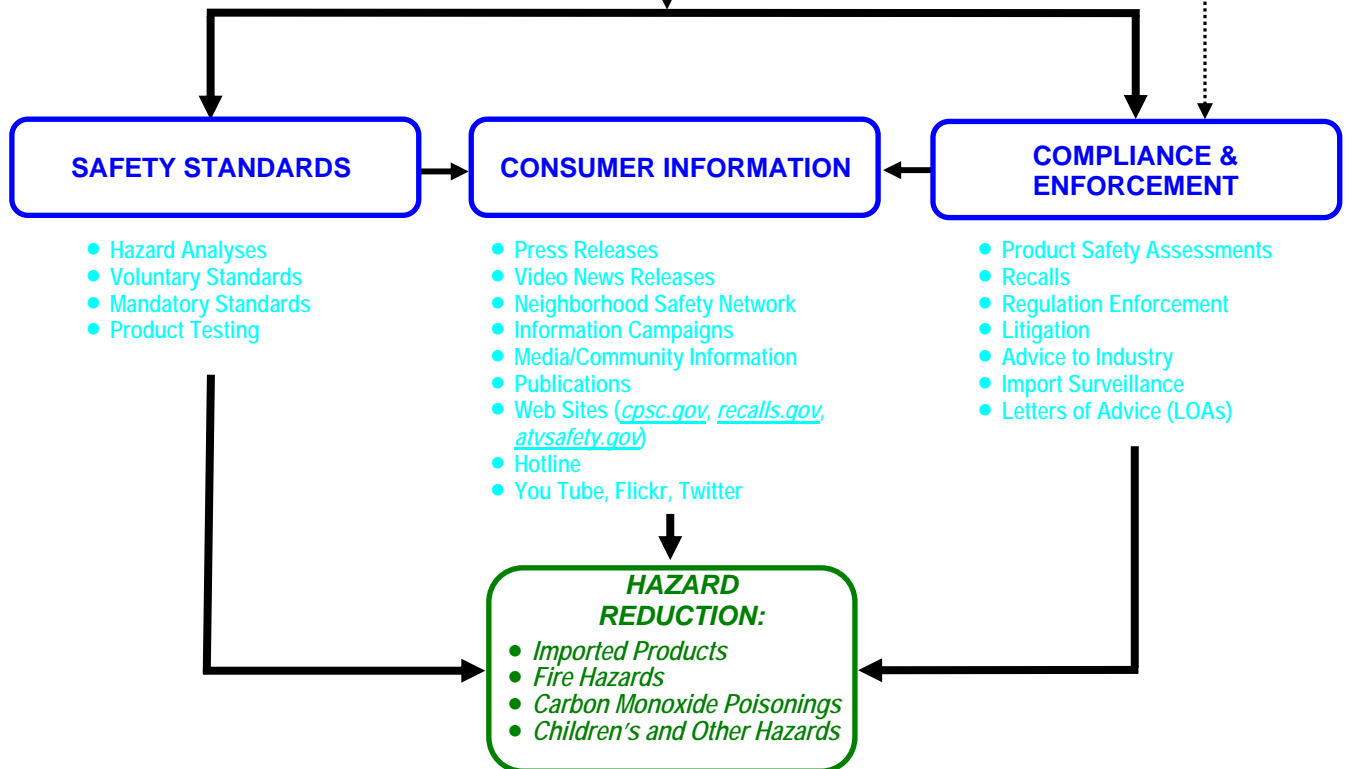 SAFETY STANDARDS
● Hazard Analyses
● Voluntary Standards
● Mandatory Standards
● Product Testing
CONSUMER INFORMATION
● Press Releases
● Video News Releases
● Neighborhood Safety Network
● Information Campaigns
● Media/Community Information
● Publications
● Web Sites (cpsc.gov, recalls.gov,
atvsafety.gov)
● Hotline
● You Tube, Flickr, Twitter
COMPLIANCE &
ENFORCEMENT
● Product Safety Assessments
● Recalls
● Regulation Enforcement
● Litigation
● Advice to Industry
● Import Surveillance
● Letters of Advice (LOAs)
HAZARD
REDUCTION:
● Imported Products
● Fire Hazards
● Carbon Monoxide Poisonings
● Children's and Other Hazards